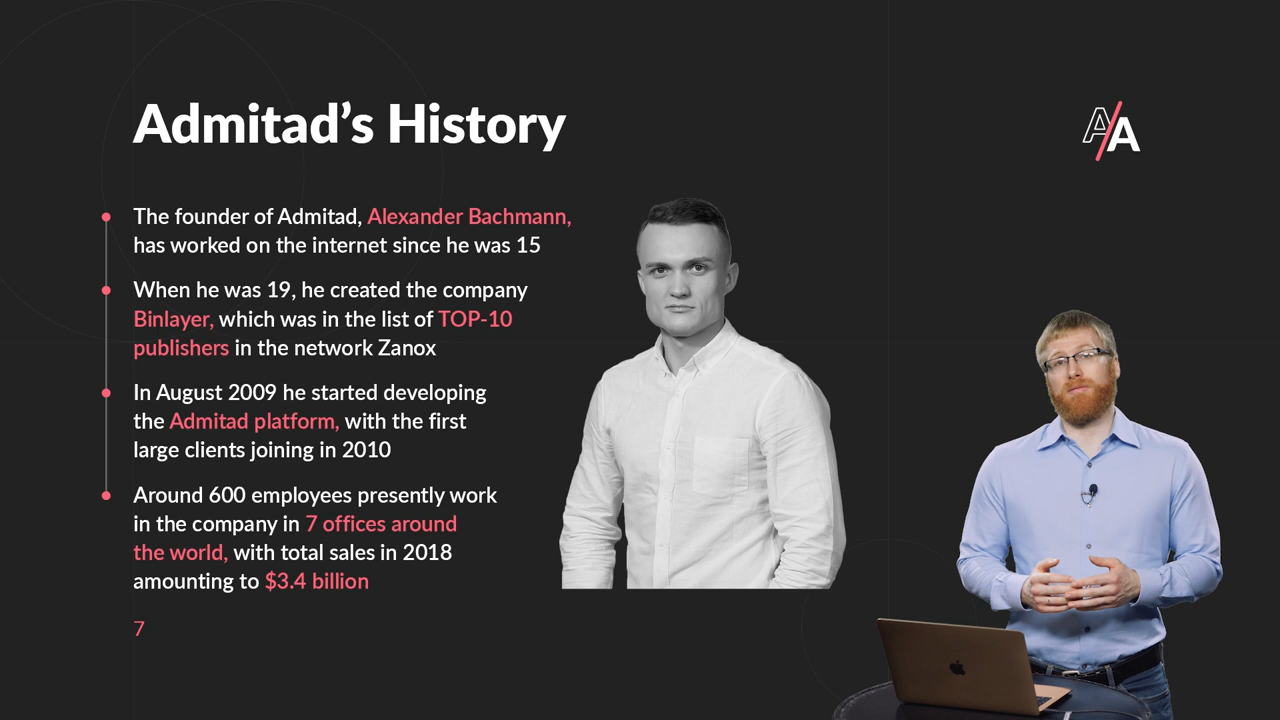 Admitad’s History
A/A
The founder of Admitad, Alexander Bachmann,
has worked on the internet since he was 15
When he was 19, he created the company
Binlayer, which was in the list of TOP-10
publishers in the network Zanox
In August 2009 he started developing
the Admitad platform, with the first
large clients joining in 2010
Around 600 employees presently work
in the company in 7 offices around
the world, with total sales in 2018
amounting to $3.4 billion
7